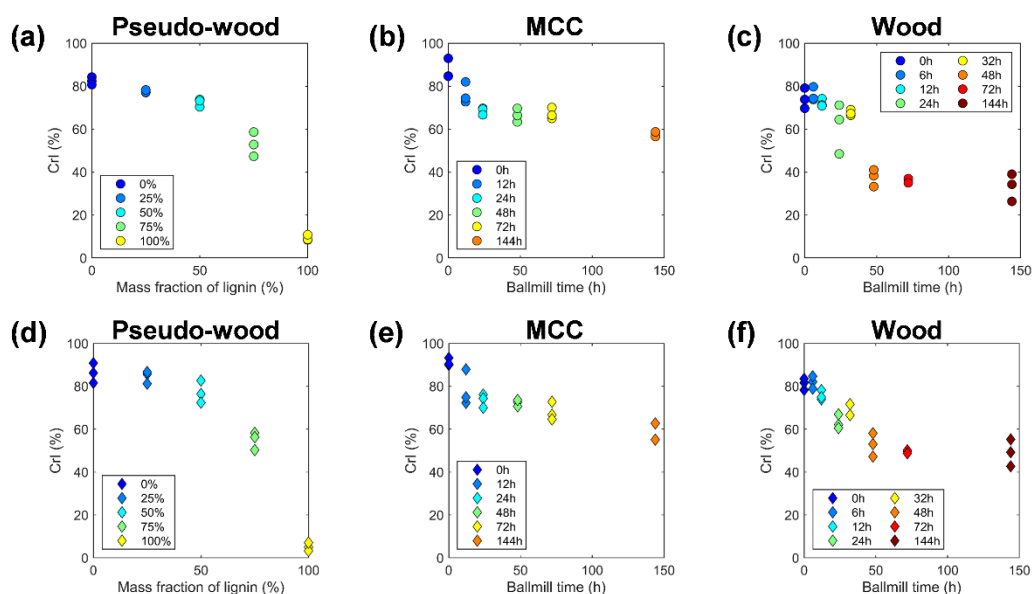 (a) Pseudo-wood
CrI (%)
100
80
60
40
20
0
0%
25%
50%
75%
100%
0 50 100
Mass fraction of lignin (%)
(b) MCC
CrI (%)
100
80
60
40
20
0
0h
12h
24h
48h
72h
144h
0 50 100 150
Ballmill time (h)
(c) Wood
CrI (%)
100
80
60
40
20
0
0h 32h
6h 48h
12h 72h
24h 144h
0 50 100 150
Ballmill time (h)
(d) Pseudo-wood
CrI (%)
100
80
60
40
20
0
0%
25%
50%
75%
100%
0 50 100
Mass fraction of lignin (%)
(e) MCC
CrI (%)
100
80
60
40
20
0
0h
12h
24h
48h
72h
144h
0 50 100 150
Ballmill time (h)
(f) Wood
CrI (%)
100
80
60
40
20
0
0h 32h
6h 48h
12h 72h
24h 144h
0 50 100 150
Ballmill time (h)